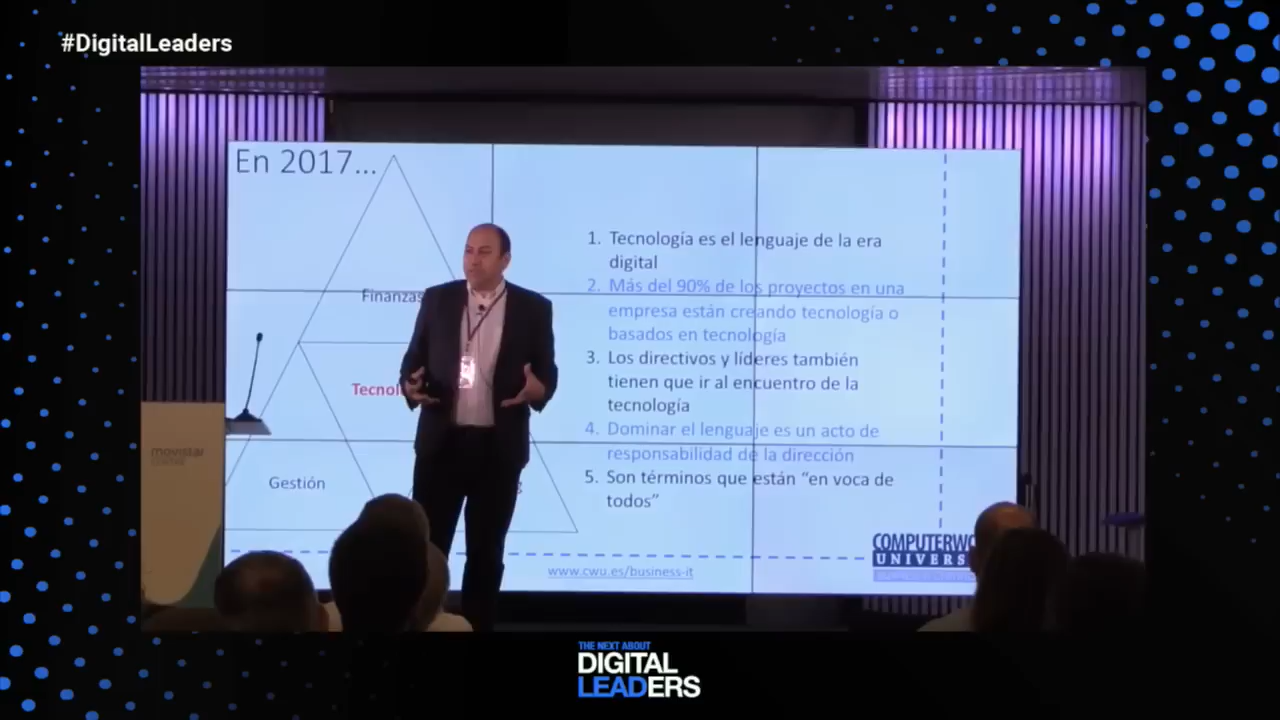 #DigitalLeaders
En 2017...
Finanzas
Gestión
1. Tecnología es el lenguaje de la era
digital
2. Más del 90% de los proyectos en una
empresa están creando tecnología o
basados en tecnología
3. Los directivos y líderes también
tienen que ir al encuentro de la
tecnología
4. Dominar el lenguaje es un acto de
responsabilidad de la dirección
5. Son términos que están “en voca de
todos”
www.cwu.es/business-it
movistar
THE NEXT ABOUT
DIGITAL
LEADERS